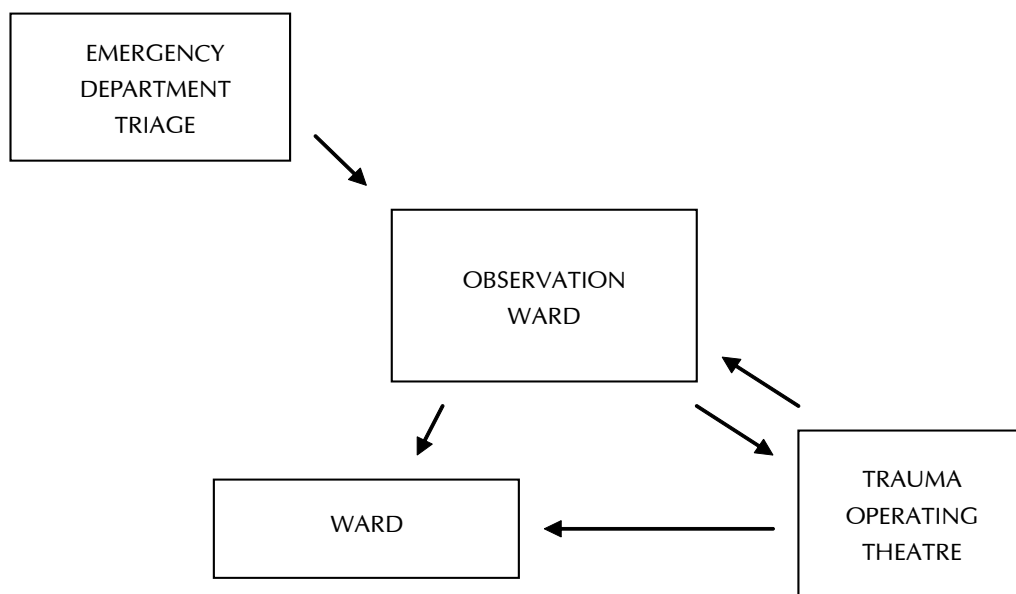 EMERGENCY
DEPARTMENT
TRIAGE
OBSERVATION
WARD
WARD
TRAUMA
OPERATING
THEATRE